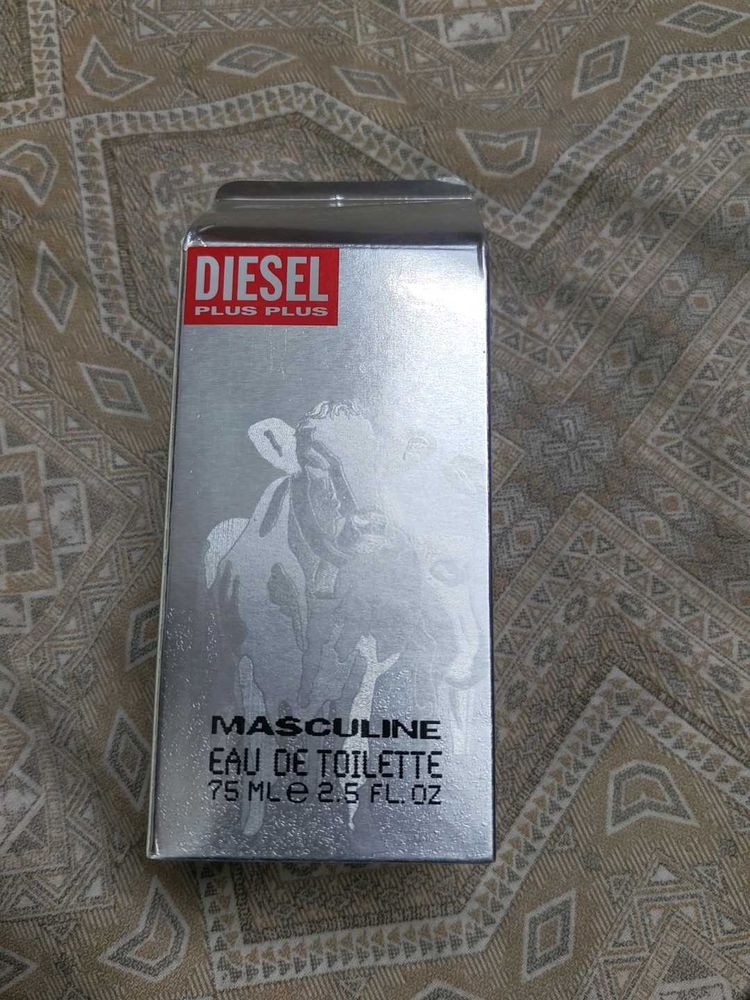 DIESEL
PLUS PLUS
MASCULINE
EAU DE TOILETTE
75 ML ℮ 2.5 FL. OZ